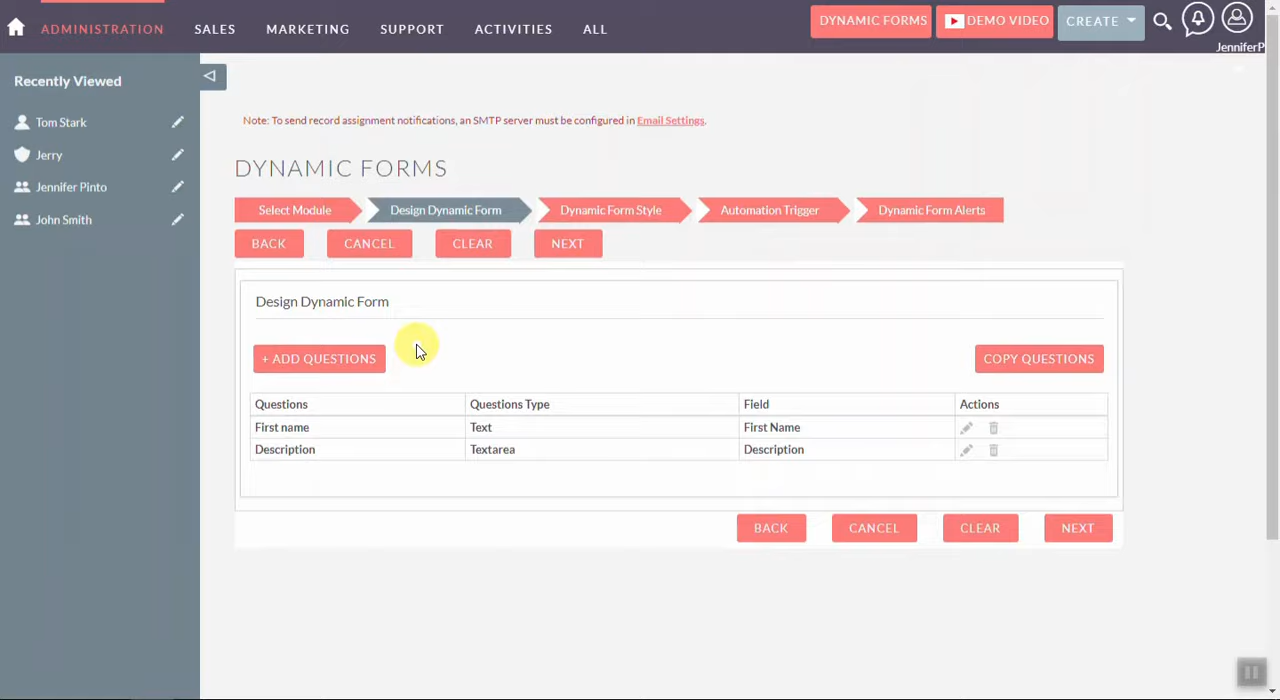 ADMINISTRATION SALES MARKETING SUPPORT ACTIVITIES ALL DYNAMIC FORMS DEMO VIDEO CREATE
JenniferP
Recently Viewed
Tom Stark
Jerry
Jennifer Pinto
John Smith
Note: To send record assignment notifications, an SMTP server must be configured in Email Settings.
DYNAMIC FORMS
Select Module Design Dynamic Form Dynamic Form Style Automation Trigger Dynamic Form Alerts
BACK CANCEL CLEAR NEXT
Design Dynamic Form
+ ADD QUESTIONS COPY QUESTIONS
Questions Questions Type Field Actions
First name Text First Name
Description Textarea Description
BACK CANCEL CLEAR NEXT